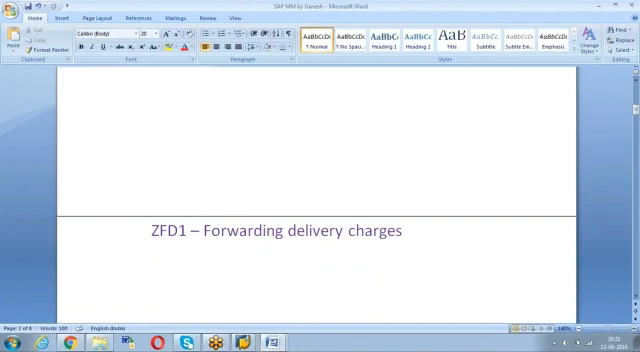 SAP MM by Ganesh - Microsoft Word
Home Insert Page Layout References Mailings Review View
Paste
Cut
Copy
Format Painter
Clipboard
Calibri (Body) 20
Font
Paragraph
AaBbCcDc AaBbCcDc AaBbCc AaBbCc AaB AaBbCcD AaBbCcDc AaBbCcDc
¶ Normal ¶ No Spaci... Heading 1 Heading 2 Title Subtitle Subtle Em... Emphasis
Styles
Change Styles
Find
Replace
Select
Editing
ZFD1 – Forwarding delivery charges
Page: 2 of 8 Words: 100 English (India) 140%
20:31
12-06-2016